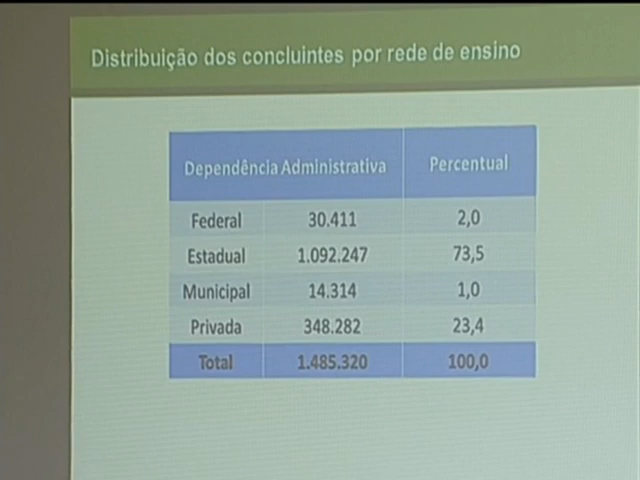 Distribuição dos concluintes por rede de ensino
Dependência Administrativa Percentual
Federal 30.411 2,0
Estadual 1.092.247 73,5
Municipal 14.314 1,0
Privada 348.282 23,4
Total 1.485.320 100,0